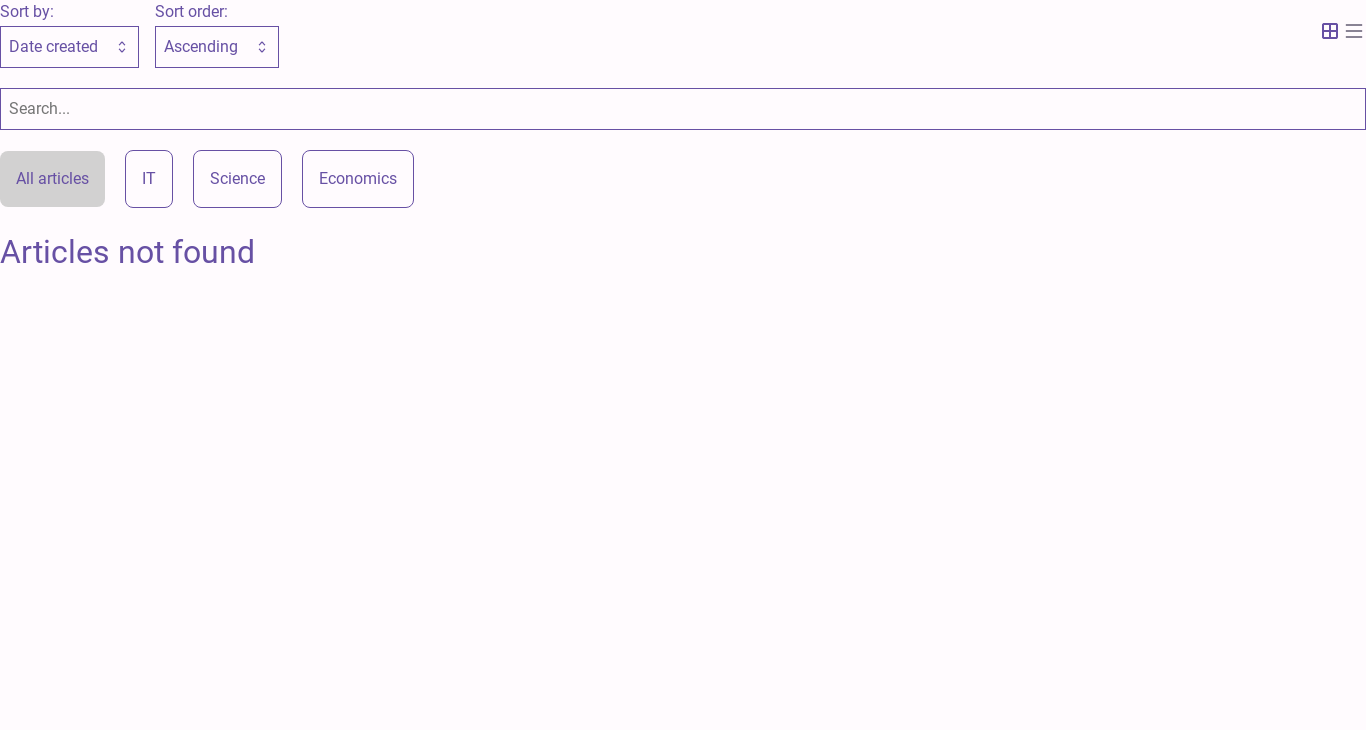 Sort by:
Sort order:
Date created
Ascending
Search...
All articles
IT
Science
Economics
Articles not found